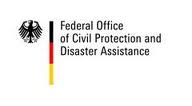 Federal Office
of Civil Protection and
Disaster Assistance